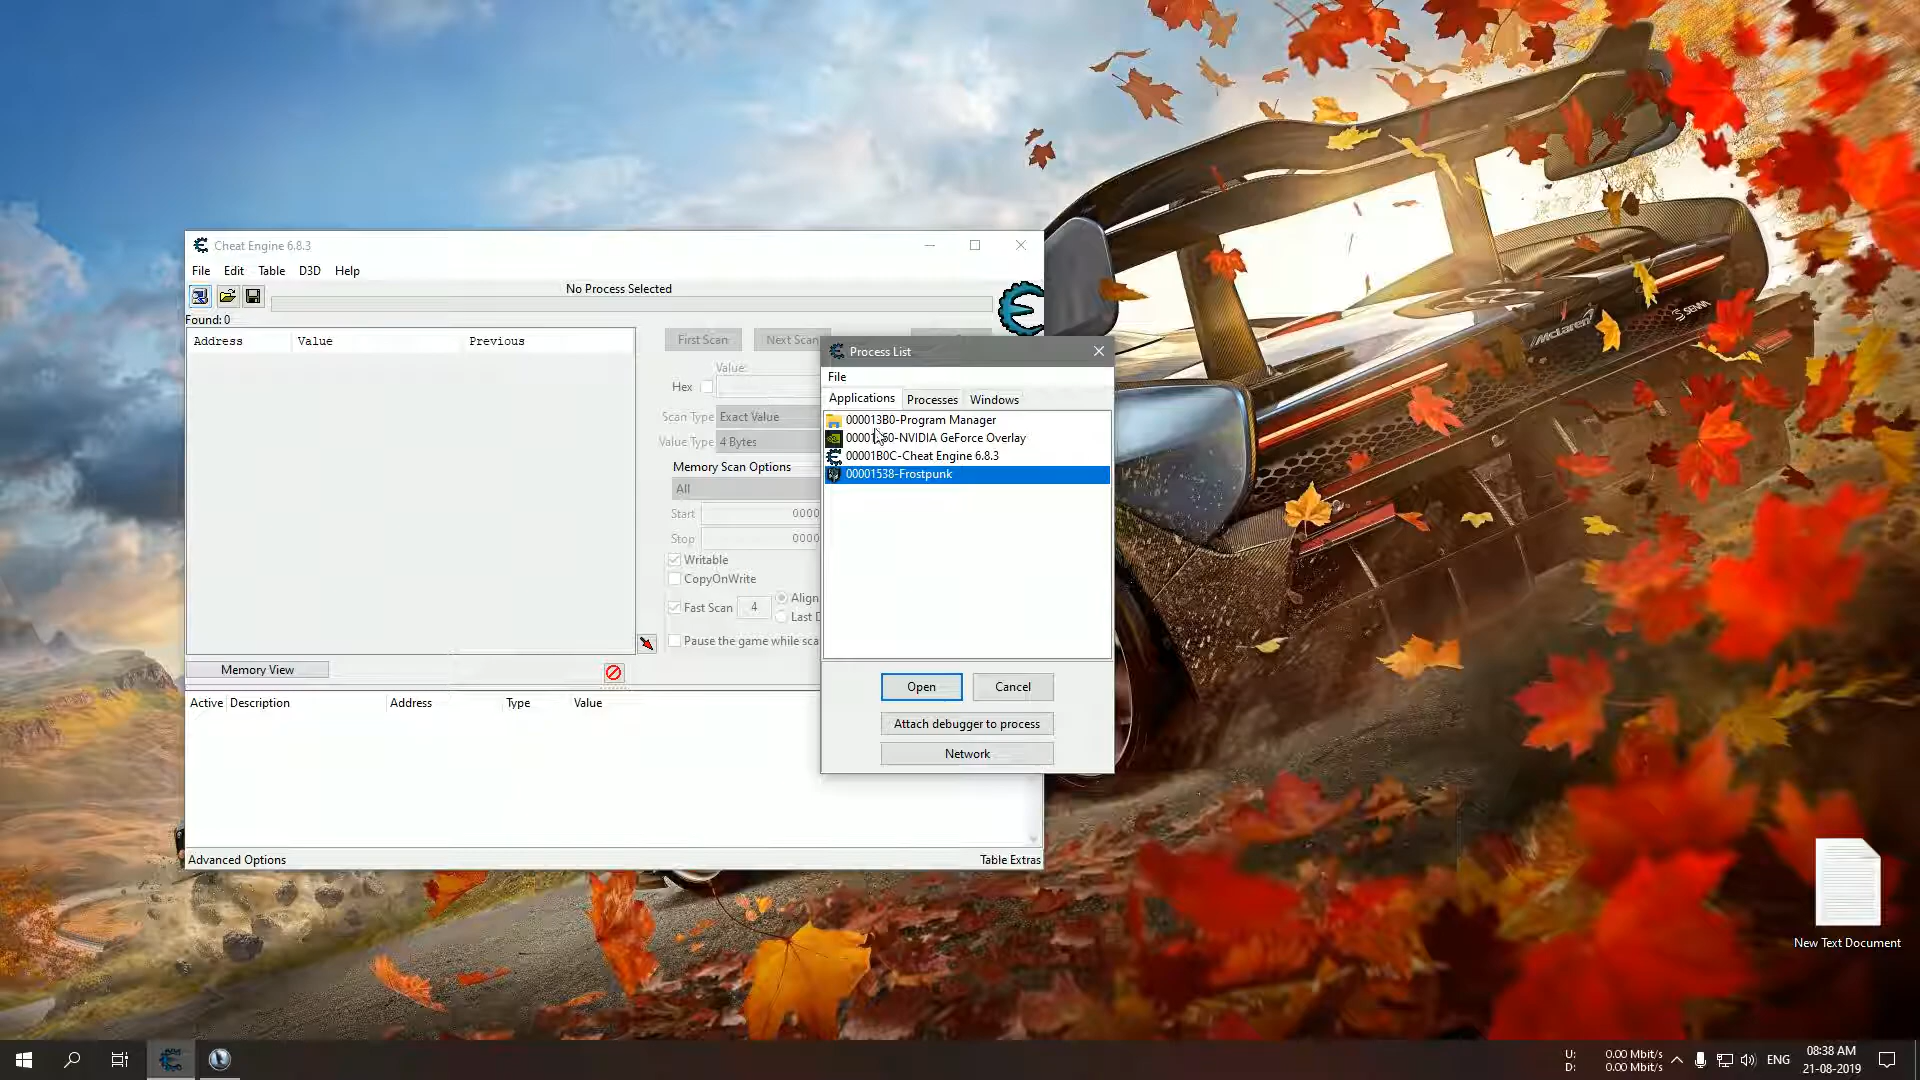 Cheat Engine 6.8.3
File Edit Table D3D Help
No Process Selected
Found: 0
Address Value Previous
First Scan Next Scan
Value:
Hex
Scan Type Exact Value
Value Type 4 Bytes
Memory Scan Options
All
Start 0000
Stop 0000
Writable
CopyOnWrite
Fast Scan 4
Align
Last D
Pause the game while sca
Memory View
Active Description Address Type Value
Advanced Options
Table Extras
Process List
File
Applications Processes Windows
000013B0-Program Manager
NVIDIA GeForce Overlay
00001B0C-Cheat Engine 6.8.3
00001538-Frostpunk
Open Cancel
Attach debugger to process
Network
McLaren
SENNA
New Text Document
U: 0.00 Mbit/s
D: 0.00 Mbit/s
ENG
08:38 AM
21-08-2019